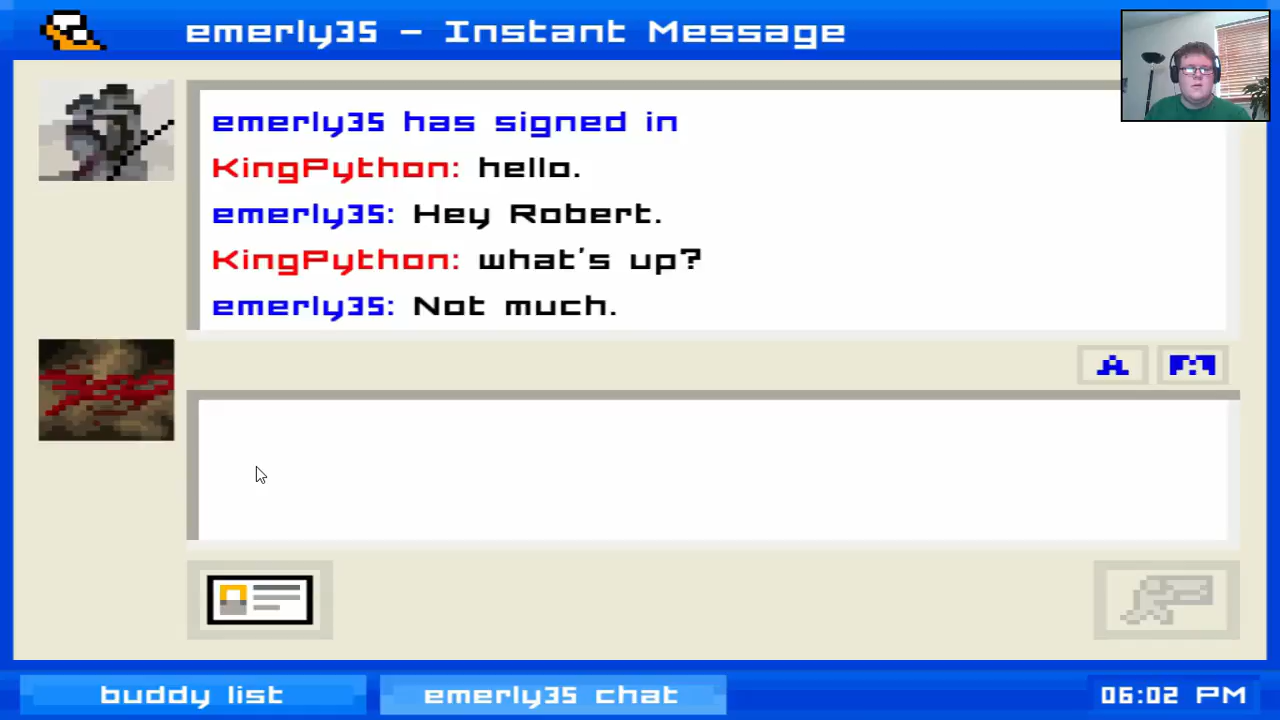 emerly35 - Instant Message
emerly35 has signed in
KingPython: hello.
emerly35: Hey Robert.
KingPython: what's up?
emerly35: Not much.
A M
buddy list
emerly35 chat
06:02 PM